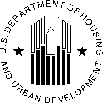 U.S. DEPARTMENT OF HOUSING
AND URBAN DEVELOPMENT